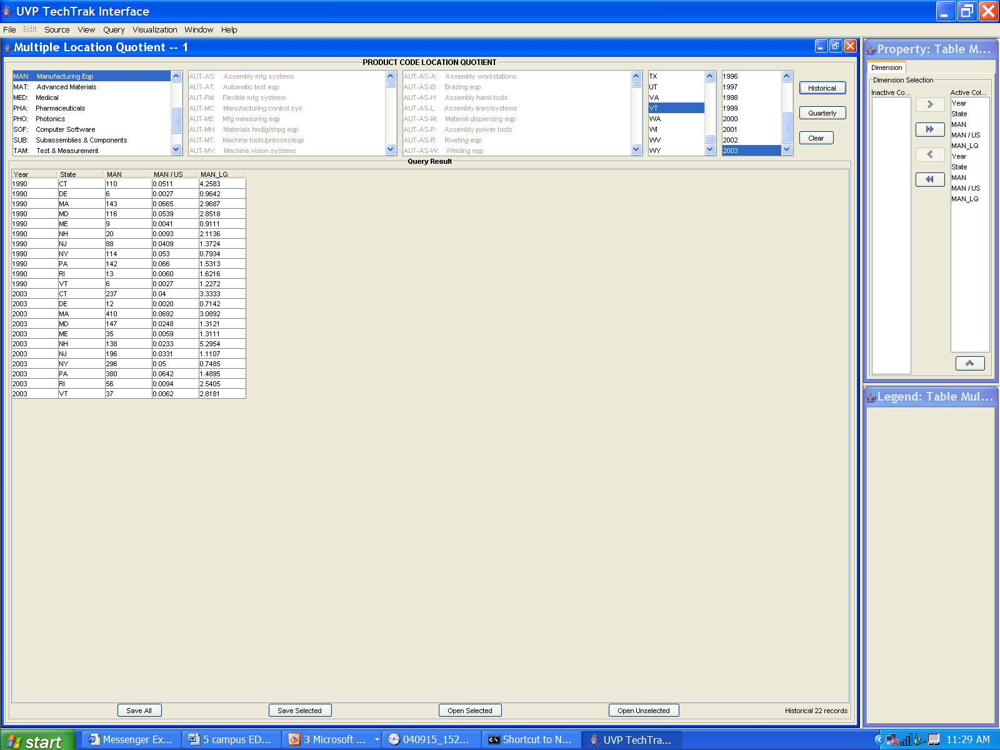 UVP TechTrak Interface
File Edit Source View Query Visualization Window Help
Multiple Location Quotient -- 1
PRODUCT CODE LOCATION QUOTIENT
MAN: Manufacturing Eqp
MAT: Advanced Materials
MED: Medical
PHA: Pharmaceuticals
PHO: Photonics
SOF: Computer Software
SUB: Subassemblies & Components
TAM: Test & Measurement
AUT-AS: Assembly mfg systems
AUT-AT: Automatic test eqp
AUT-FM: Flexible mfg systems
AUT-MC: Manufacturing control sys
AUT-ME: Mfg measuring eqp
AUT-MH: Materials hndlg/shpg eqp
AUT-MT: Machine tools/presses/eqp
AUT-MV: Machine vision systems
AUT-AS-A: Assembly workstations
AUT-AS-B: Brazing eqp
AUT-AS-H: Assembly hand tools
AUT-AS-L: Assembly lines/systems
AUT-AS-M: Material dispensing eqp
AUT-AS-P: Assembly power tools
AUT-AS-R: Riveting eqp
AUT-AS-W: Welding eqp
TX
UT
VA
VT
WA
WI
WV
WY
1996
1997
1998
1999
2000
2001
2002
2003
Historical
Quarterly
Clear
Query Result
Year State MAN MAN / US MAN_LQ
1990 CT 110 0.0511 4.2583
1990 DE 6 0.0027 0.9642
1990 MA 143 0.0665 2.9687
1990 MD 116 0.0539 2.8518
1990 ME 9 0.0041 0.9111
1990 NH 20 0.0093 2.1136
1990 NJ 88 0.0409 1.3724
1990 NY 114 0.053 0.7934
1990 PA 142 0.066 1.5313
1990 RI 13 0.0060 1.6216
1990 VT 6 0.0027 1.2272
2003 CT 237 0.04 3.3333
2003 DE 12 0.0020 0.7142
2003 MA 410 0.0692 3.0892
2003 MD 147 0.0248 1.3121
2003 ME 35 0.0059 1.3111
2003 NH 138 0.0233 5.2954
2003 NJ 196 0.0331 1.1107
2003 NY 296 0.05 0.7485
2003 PA 380 0.0642 1.4895
2003 RI 56 0.0094 2.5405
2003 VT 37 0.0062 2.8181
Save All
Save Selected
Open Selected
Open Unselected
Historical 22 records
Property: Table M...
Dimension
Dimension Selection
Inactive Co...
Active Col...
Year
State
MAN
MAN / US
MAN_LQ
Year
State
MAN
MAN / US
MAN_LQ
Legend: Table Mul...
start
Messenger Ex...
5 campus ED...
3 Microsoft ...
040915_152...
Shortcut to N...
UVP TechTra...
11:29 AM